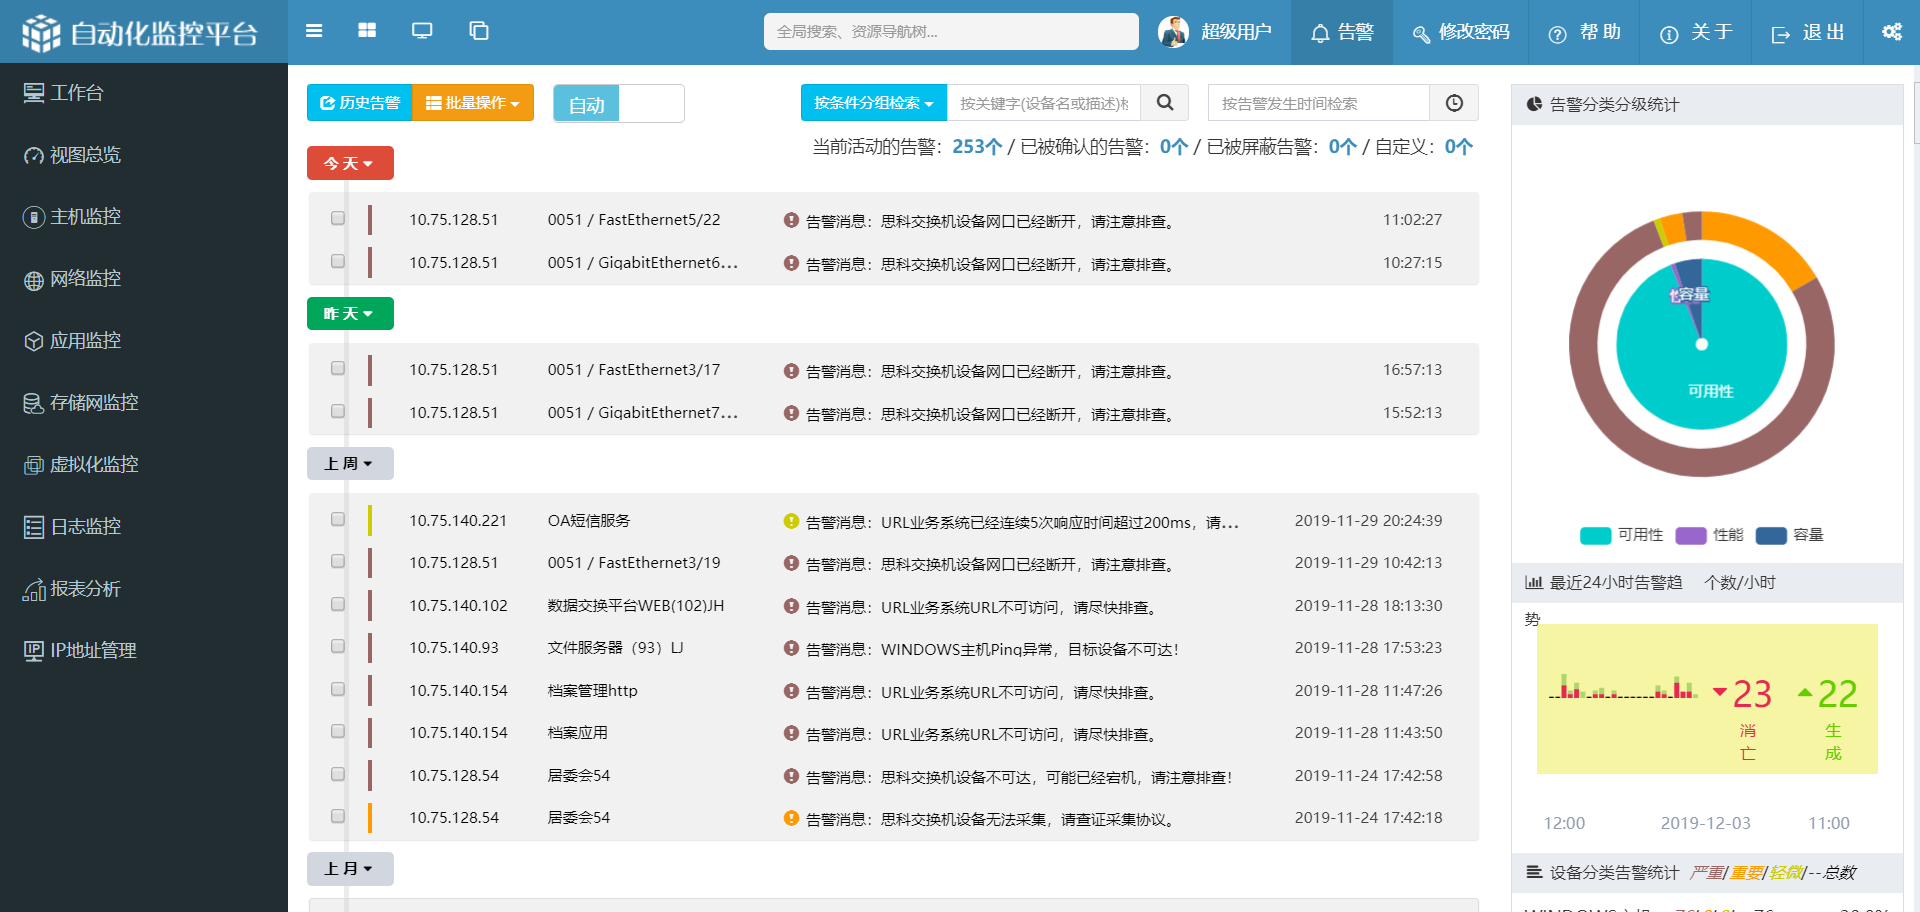 自动化监控平台
全局搜索、资源导航树...
超级用户
告警
修改密码
帮 助
关 于
退 出
工作台
视图总览
主机监控
网络监控
应用监控
存储网监控
虚拟化监控
日志监控
报表分析
IP地址管理
历史告警
批量操作
自动
按条件分组检索
按关键字(设备名或描述)
按告警发生时间检索
当前活动的告警：253个 / 已被确认的告警：0个 / 已被屏蔽告警：0个 / 自定义：0个
今 天
10.75.128.51 0051 / FastEthernet5/22 告警消息：思科交换机设备网口已经断开，请注意排查。 11:02:27
10.75.128.51 0051 / GigabitEthernet6... 告警消息：思科交换机设备网口已经断开，请注意排查。 10:27:15
昨 天
10.75.128.51 0051 / FastEthernet3/17 告警消息：思科交换机设备网口已经断开，请注意排查。 16:57:13
10.75.128.51 0051 / GigabitEthernet7... 告警消息：思科交换机设备网口已经断开，请注意排查。 15:52:13
上 周
10.75.140.221 OA短信服务 告警消息：URL业务系统已经连续5次响应时间超过200ms，请... 2019-11-29 20:24:39
10.75.128.51 0051 / FastEthernet3/19 告警消息：思科交换机设备网口已经断开，请注意排查。 2019-11-29 10:42:13
10.75.140.102 数据交换平台WEB(102)JH 告警消息：URL业务系统URL不可访问，请尽快排查。 2019-11-28 18:13:30
10.75.140.93 文件服务器（93）LJ 告警消息：WINDOWS主机Ping异常，目标设备不可达！ 2019-11-28 17:53:23
10.75.140.154 档案管理http 告警消息：URL业务系统URL不可访问，请尽快排查。 2019-11-28 11:47:26
10.75.140.154 档案应用 告警消息：URL业务系统URL不可访问，请尽快排查。 2019-11-28 11:43:50
10.75.128.54 居委会54 告警消息：思科交换机设备不可达，可能已经宕机，请注意排查！ 2019-11-24 17:42:58
10.75.128.54 居委会54 告警消息：思科交换机设备无法采集，请查证采集协议。 2019-11-24 17:42:18
上 月
告警分类分级统计
容量
可用性
可用性 性能 容量
最近24小时告警趋 个数/小时
势
23 22
消 生
亡 成
12:00 2019-12-03 11:00
设备分类告警统计 严重/重要/轻微/--总数